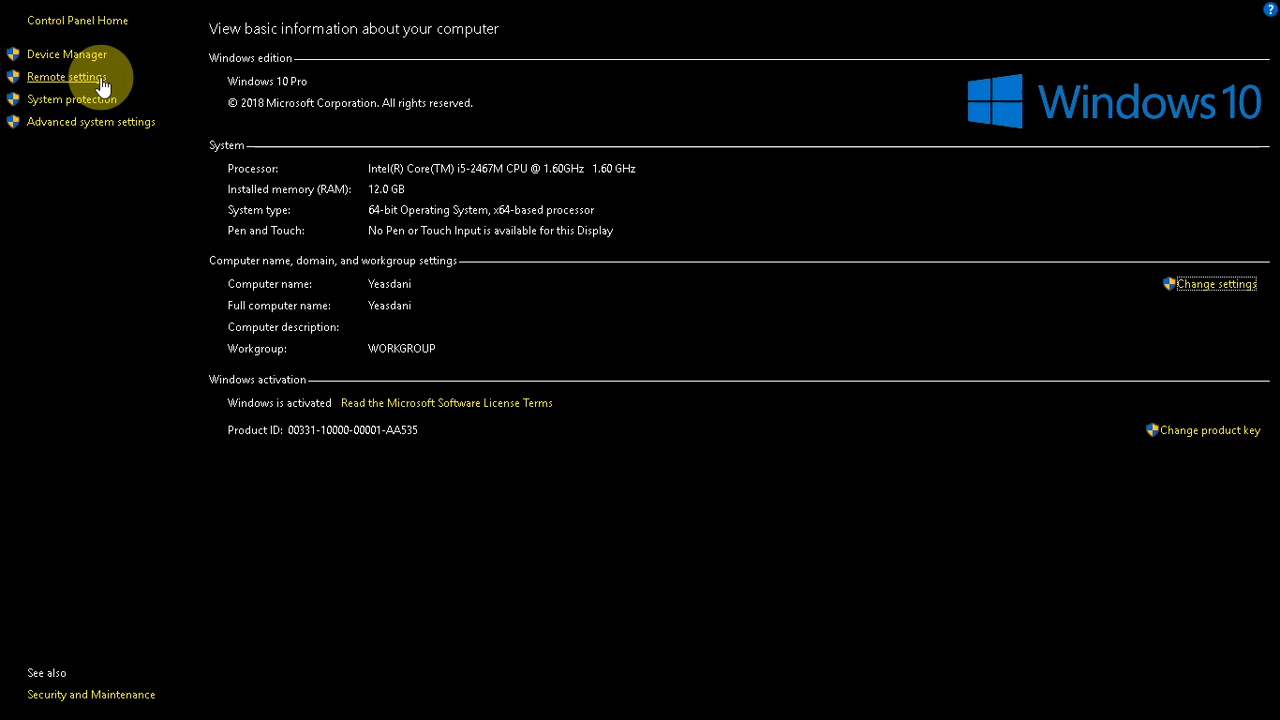 Control Panel Home
Device Manager
Remote settings
System protection
Advanced system settings
View basic information about your computer
Windows edition
Windows 10 Pro
© 2018 Microsoft Corporation. All rights reserved.
Windows 10
System
Processor: Intel(R) Core(TM) i5-2467M CPU @ 1.60GHz 1.60 GHz
Installed memory (RAM): 12.0 GB
System type: 64-bit Operating System, x64-based processor
Pen and Touch: No Pen or Touch Input is available for this Display
Computer name, domain, and workgroup settings
Computer name: Yeasdani
Change settings
Full computer name: Yeasdani
Computer description:
Workgroup: WORKGROUP
Windows activation
Windows is activated Read the Microsoft Software License Terms
Product ID: 00331-10000-00001-AA535
Change product key
See also
Security and Maintenance
?